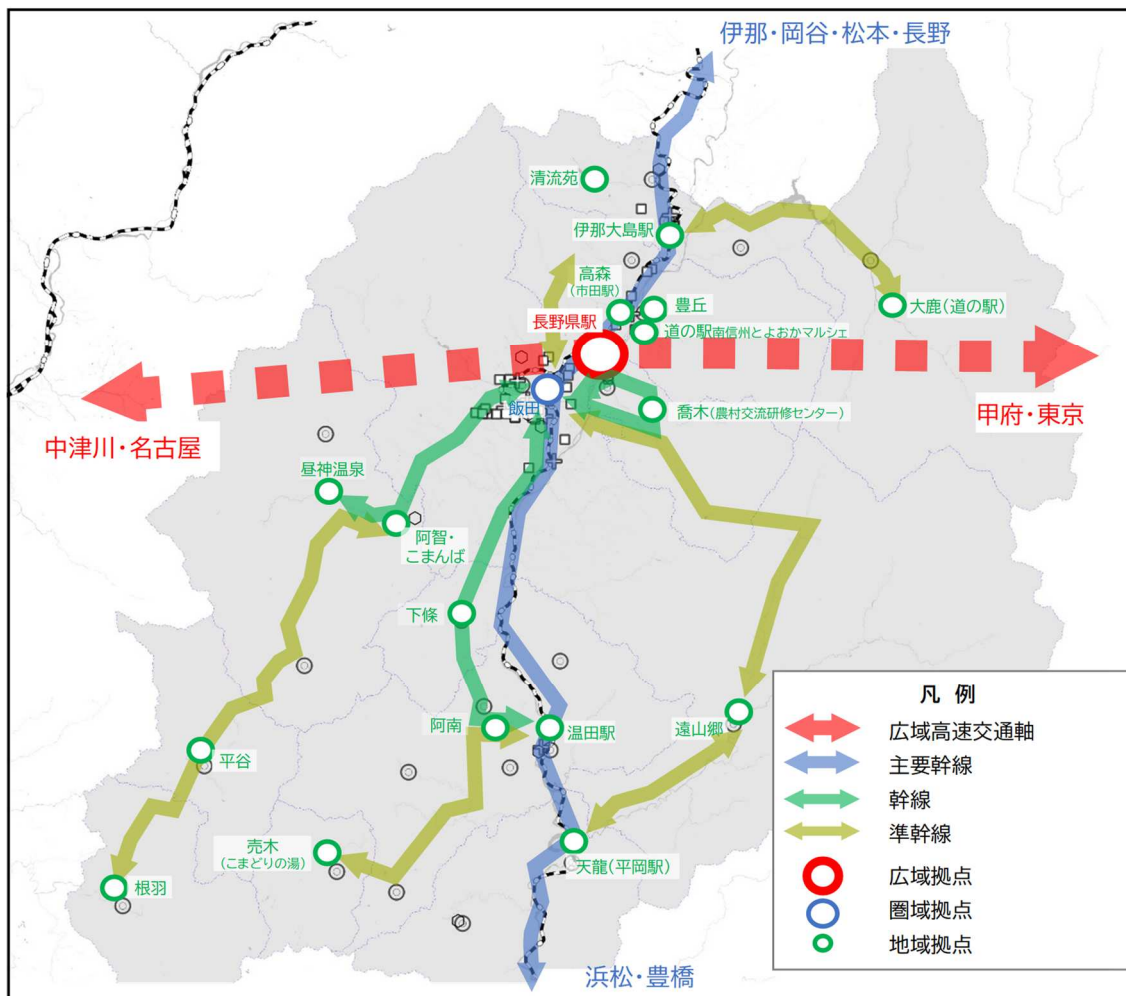 伊那・岡谷・松本・長野
清流苑
伊那大島駅
高森
(市田駅)
豊丘
大鹿(道の駅)
長野県駅
道の駅南信州とよおかマルシェ
飯田
喬木(農村交流研修センター)
中津川・名古屋
甲府・東京
昼神温泉
阿智・
こまんば
下條
阿南
温田駅
遠山郷
平谷
売木
(こまどりの湯)
根羽
天龍(平岡駅)
浜松・豊橋
凡 例
広域高速交通軸
主要幹線
幹線
準幹線
広域拠点
圏域拠点
地域拠点